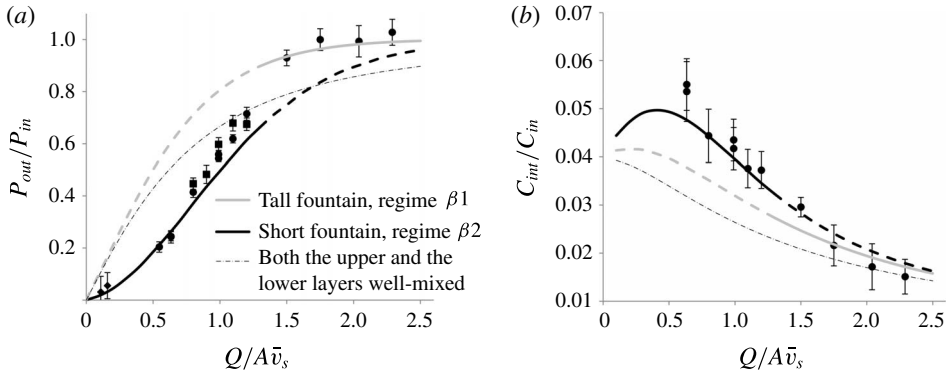 (a)
1.0
0.8
0.6
0.4
0.2
P_out/P_in
0
0.5
1.0
1.5
2.0
2.5
Q/Av̄_s
Tall fountain, regime β1
Short fountain, regime β2
Both the upper and the
lower layers well-mixed
(b)
0.07
0.06
0.05
0.04
0.03
0.02
0.01
C_int/C_in
0
0.5
1.0
1.5
2.0
2.5
Q/Av̄_s